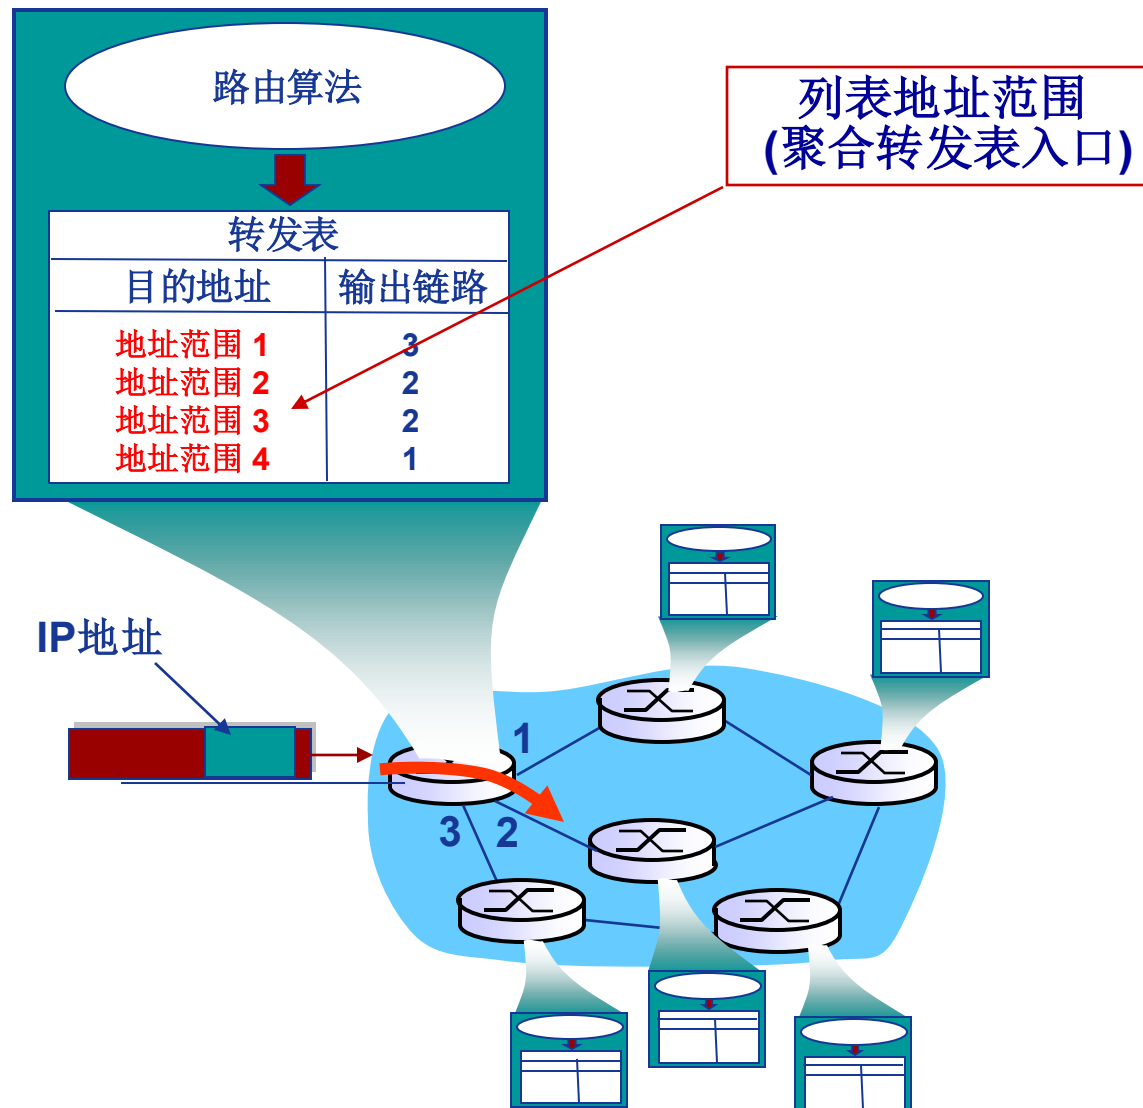 路由算法
列表地址范围
(聚合转发表入口)
转发表
目的地址 输出链路
地址范围 1 3
地址范围 2 2
地址范围 3 2
地址范围 4 1
IP地址
1
3 2